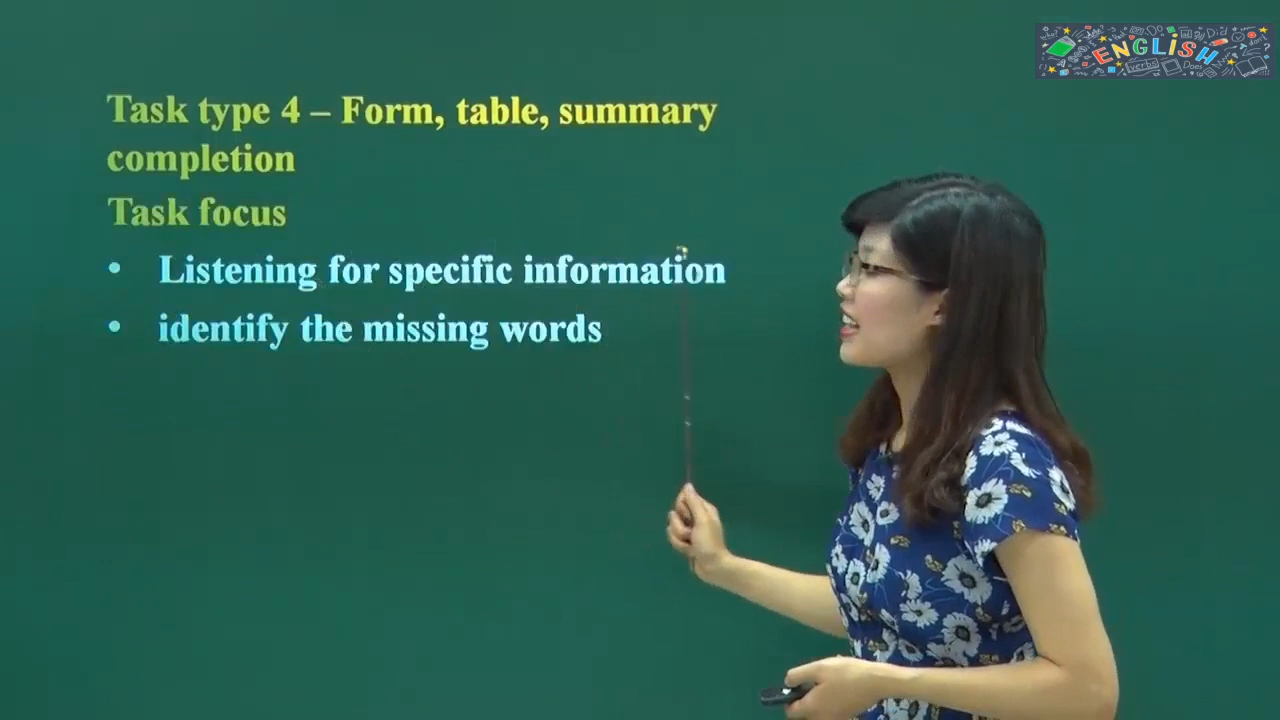 ENGLISH
Task type 4 – Form, table, summary
completion
Task focus
• Listening for specific information
• identify the missing words